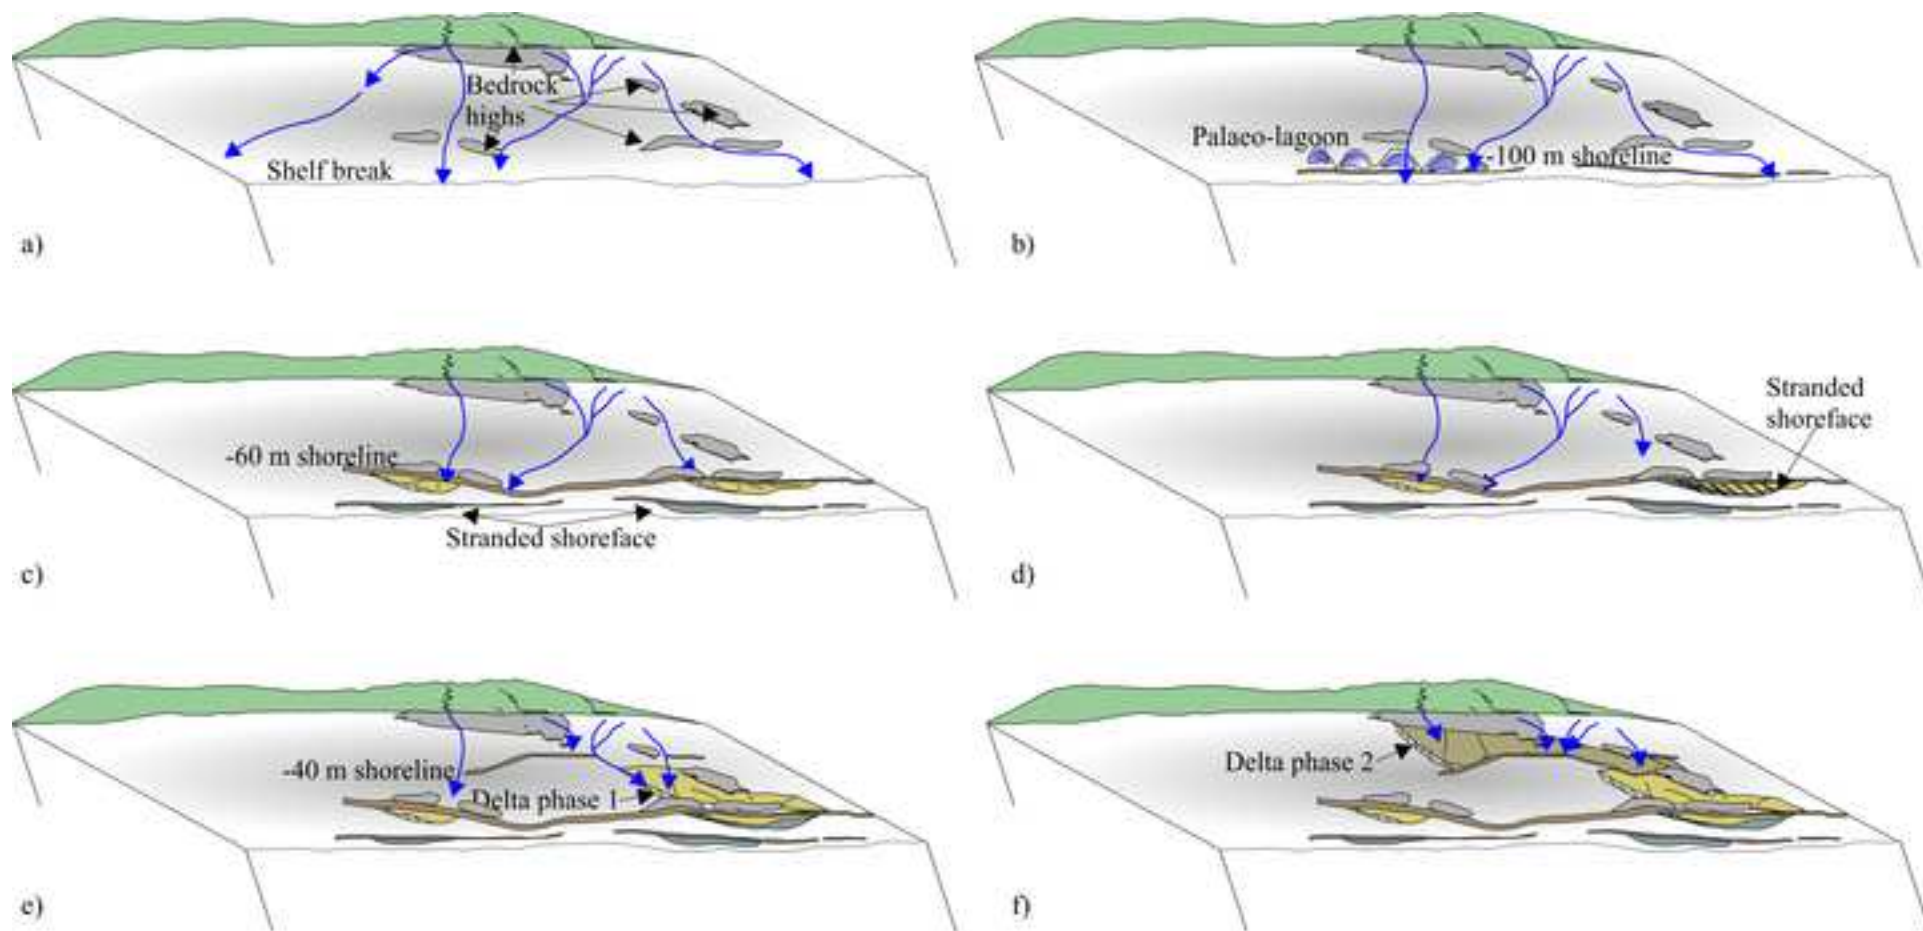 Bedrock
highs
Shelf break
a)
Palaeo-lagoon
-100 m shoreline
b)
-60 m shoreline
Stranded shoreface
c)
Stranded
shoreface
d)
-40 m shoreline
Delta phase 1
e)
Delta phase 2
f)